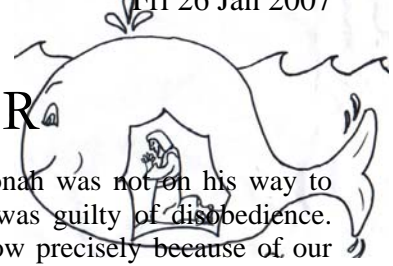 Fri 26 Jan 2007
R
onah was not on his way to
was guilty of disobedience.
ow precisely because of our